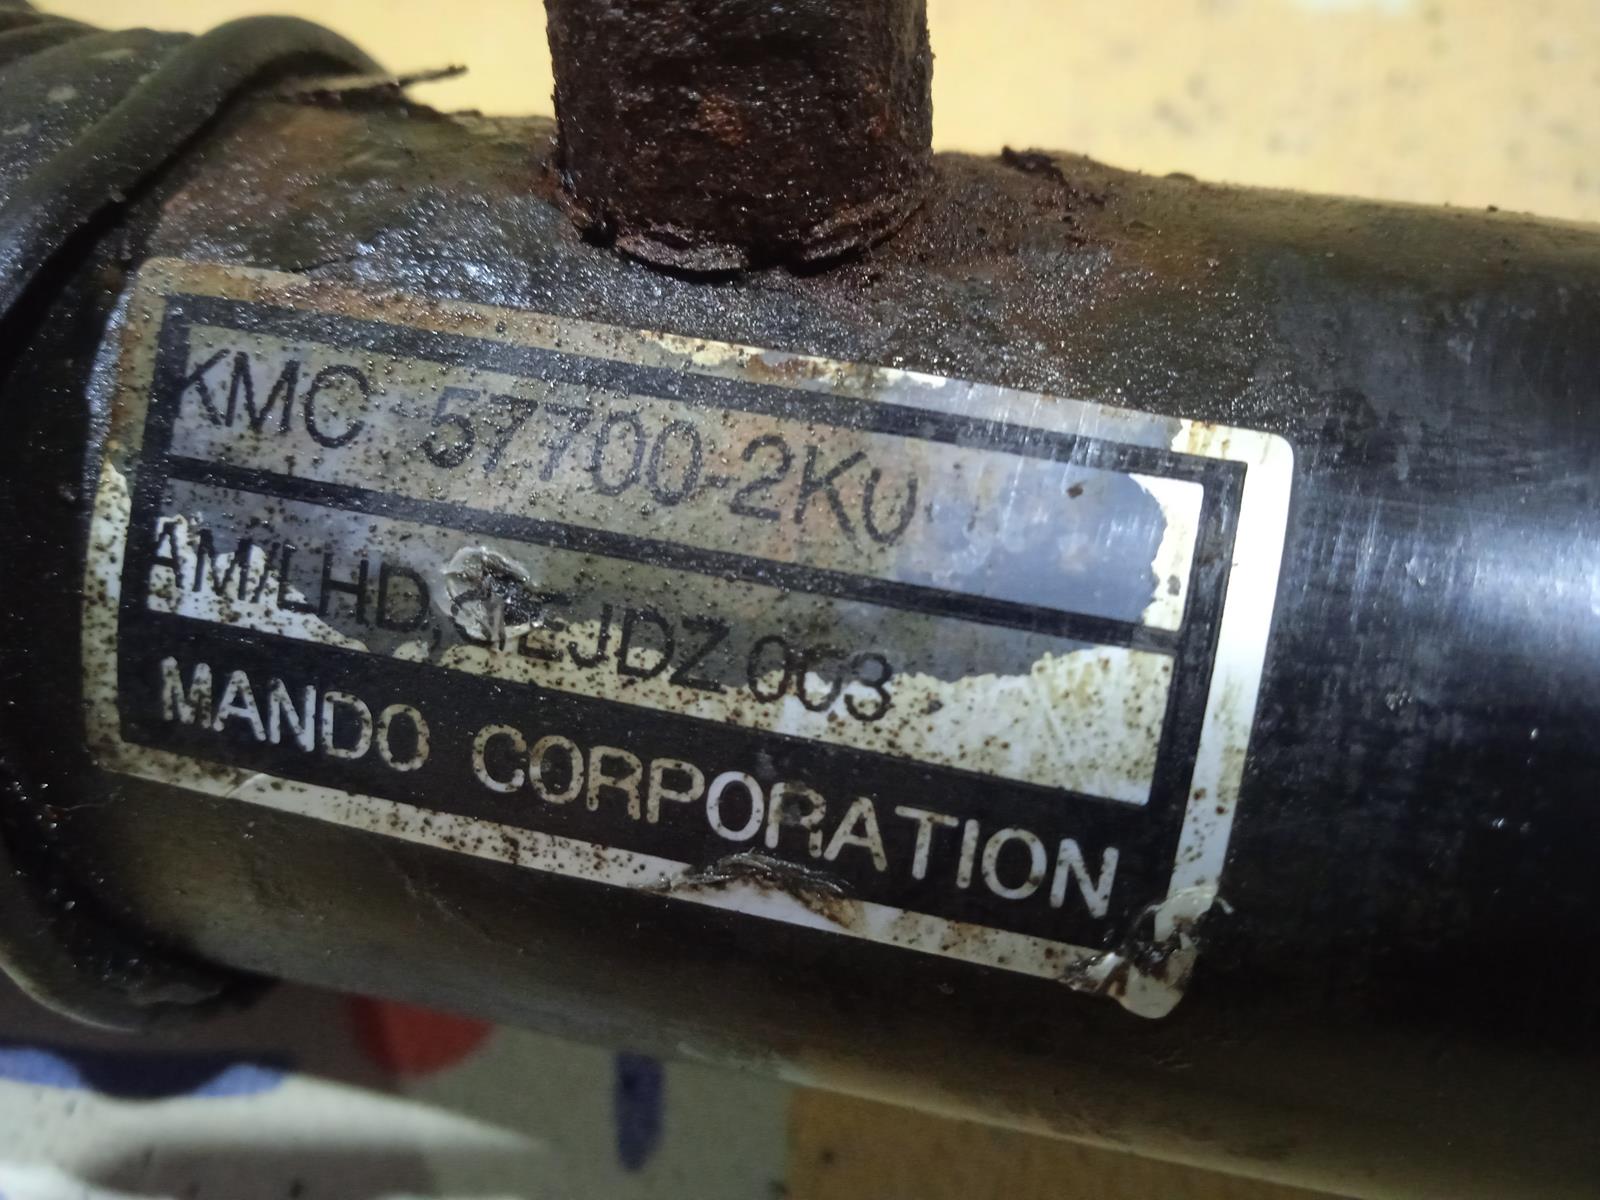 KMC 57700-2K0
AM/LHD, JDZ 003
MANDO CORPORATION